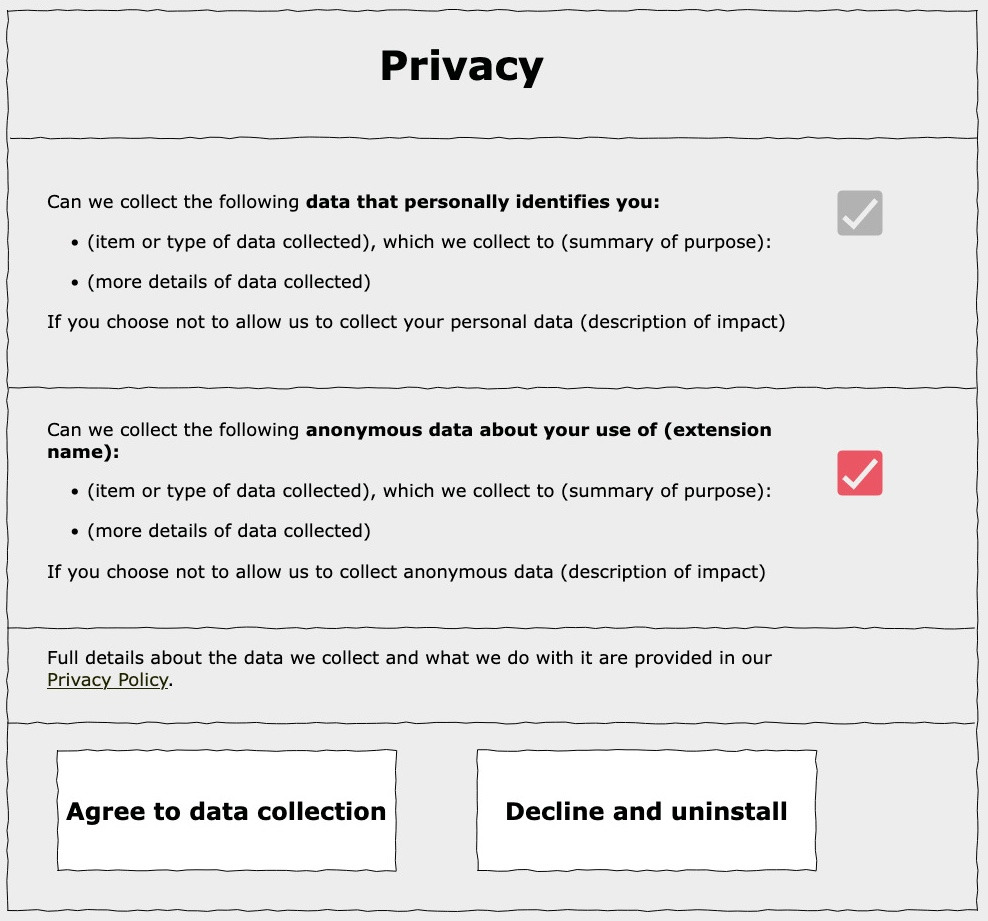 Privacy
Can we collect the following data that personally identifies you:
• (item or type of data collected), which we collect to (summary of purpose):
• (more details of data collected)
If you choose not to allow us to collect your personal data (description of impact)
Can we collect the following anonymous data about your use of (extension
name):
• (item or type of data collected), which we collect to (summary of purpose):
• (more details of data collected)
If you choose not to allow us to collect anonymous data (description of impact)
Full details about the data we collect and what we do with it are provided in our
Privacy Policy.
Agree to data collection
Decline and uninstall